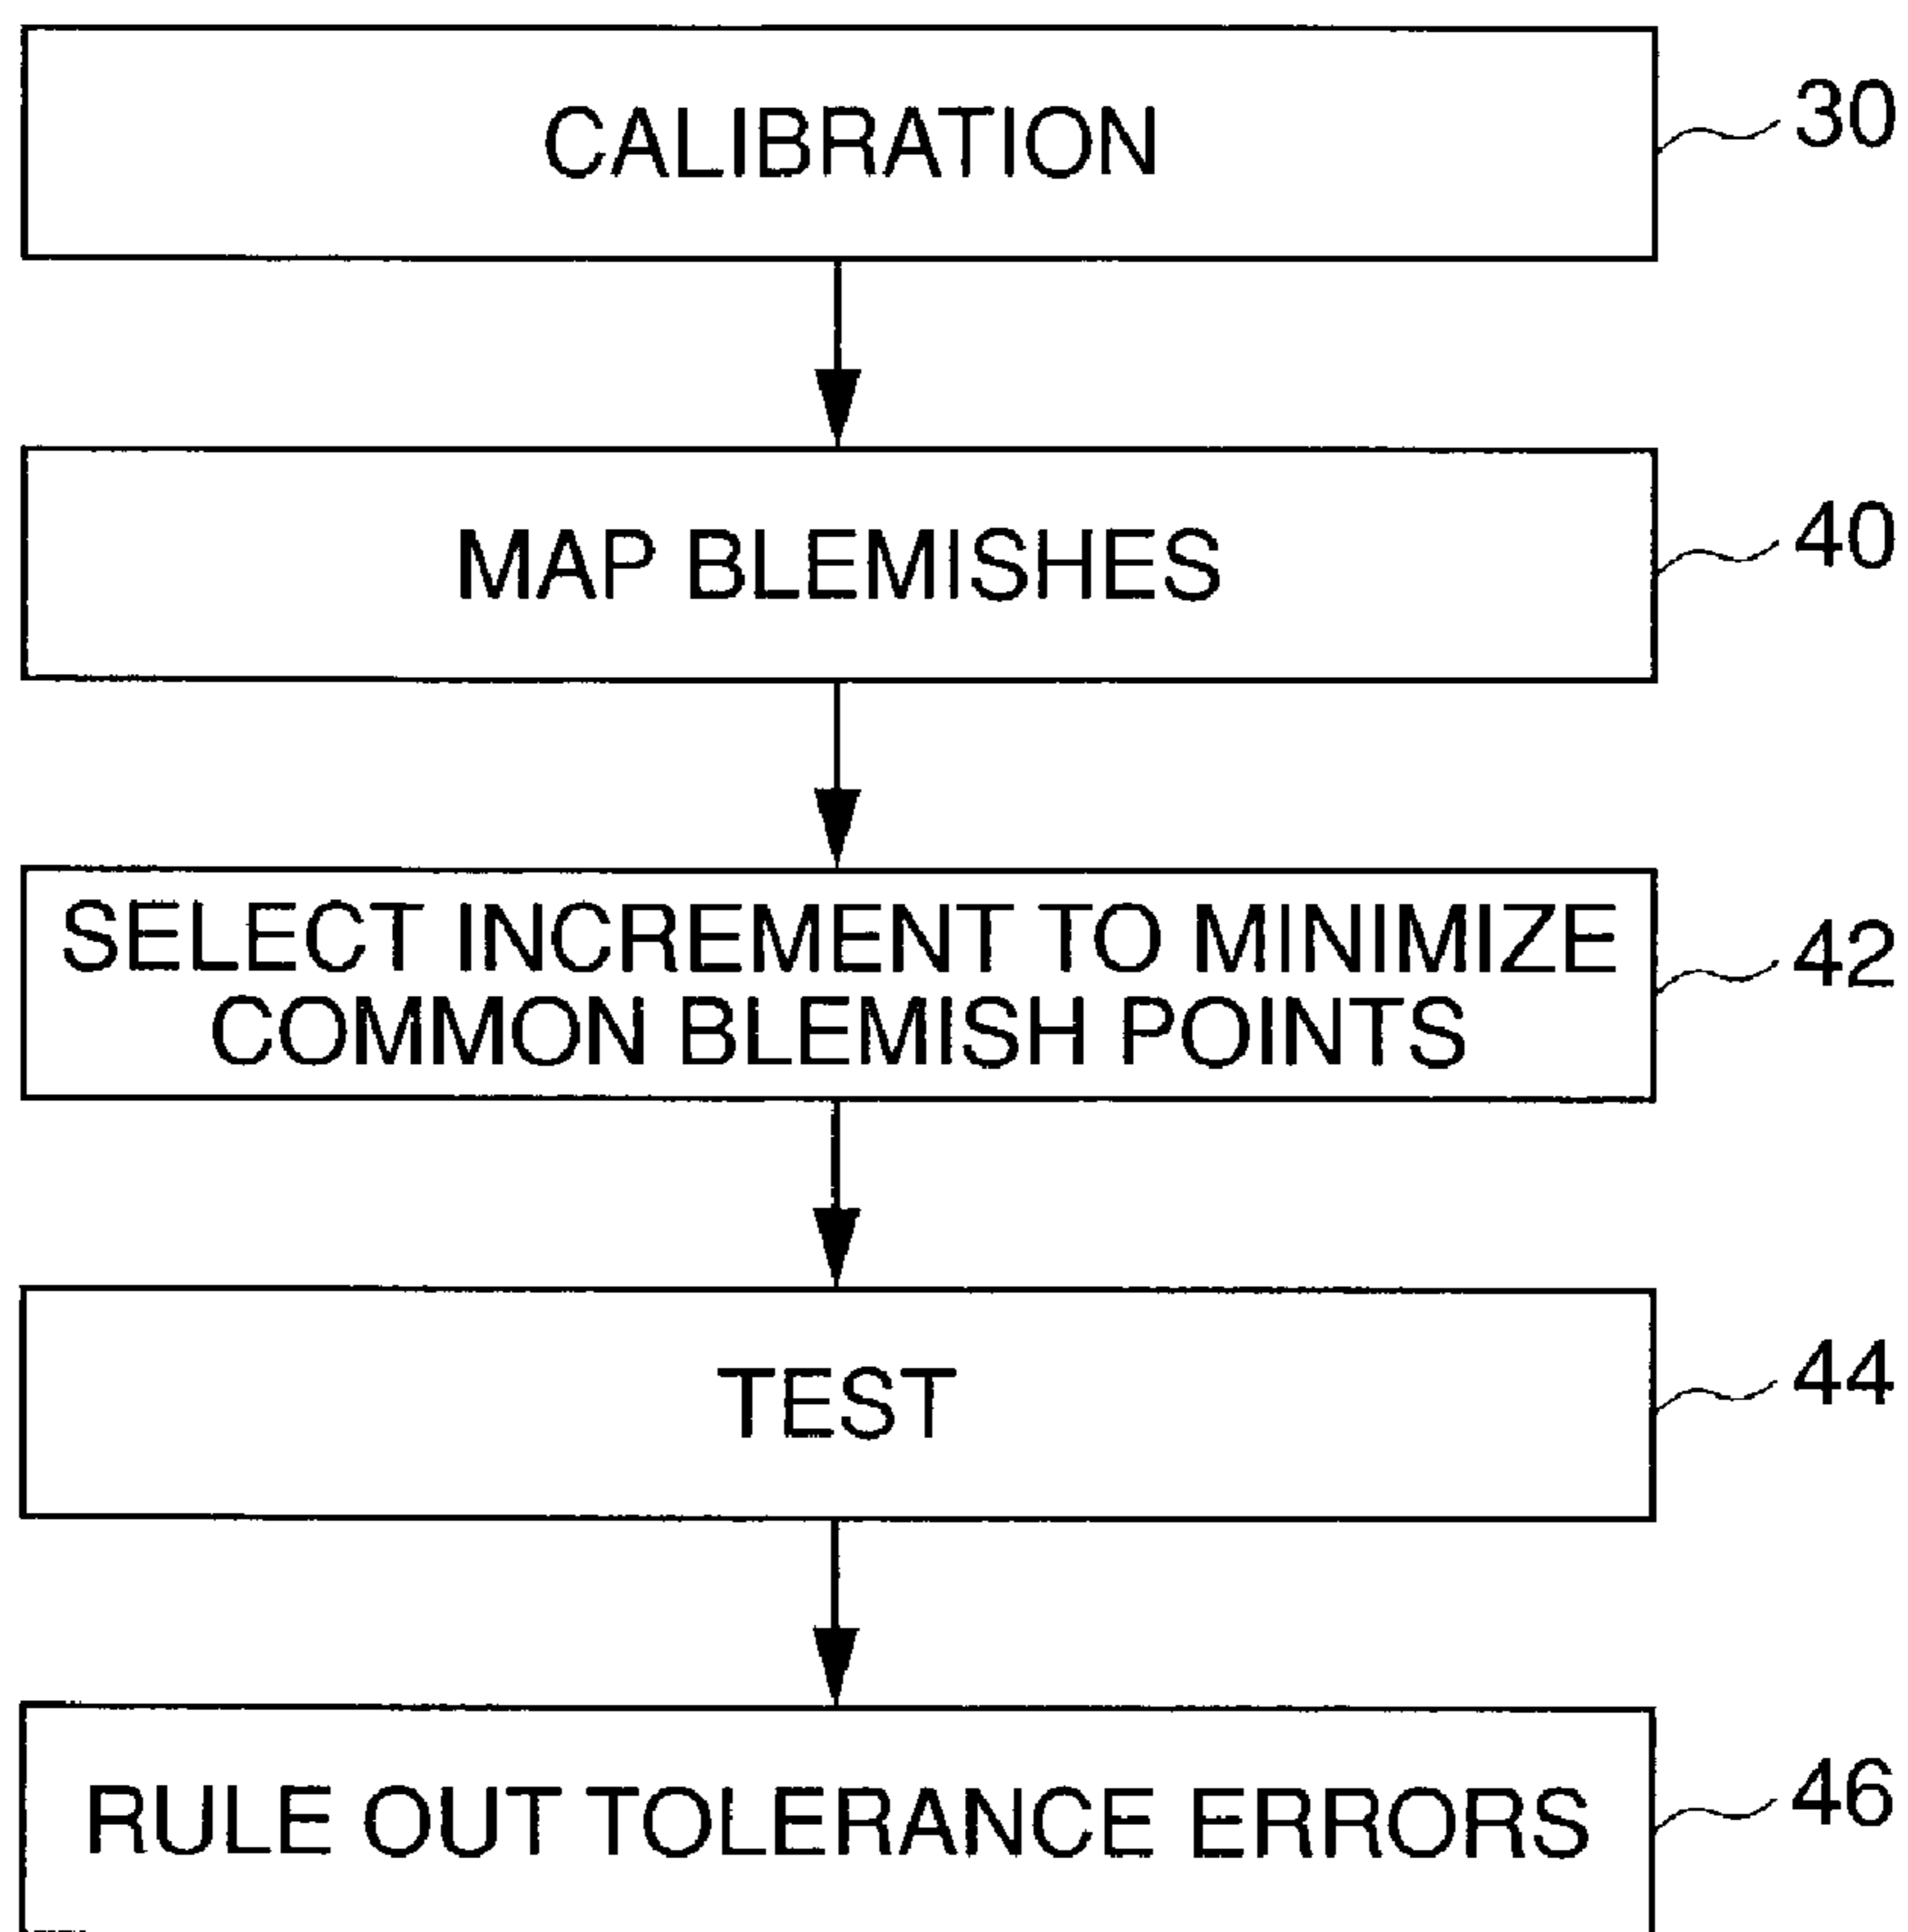 CALIBRATION
30
MAP BLEMISHES
40
SELECT INCREMENT TO MINIMIZE
COMMON BLEMISH POINTS
42
TEST
44
RULE OUT TOLERANCE ERRORS
46